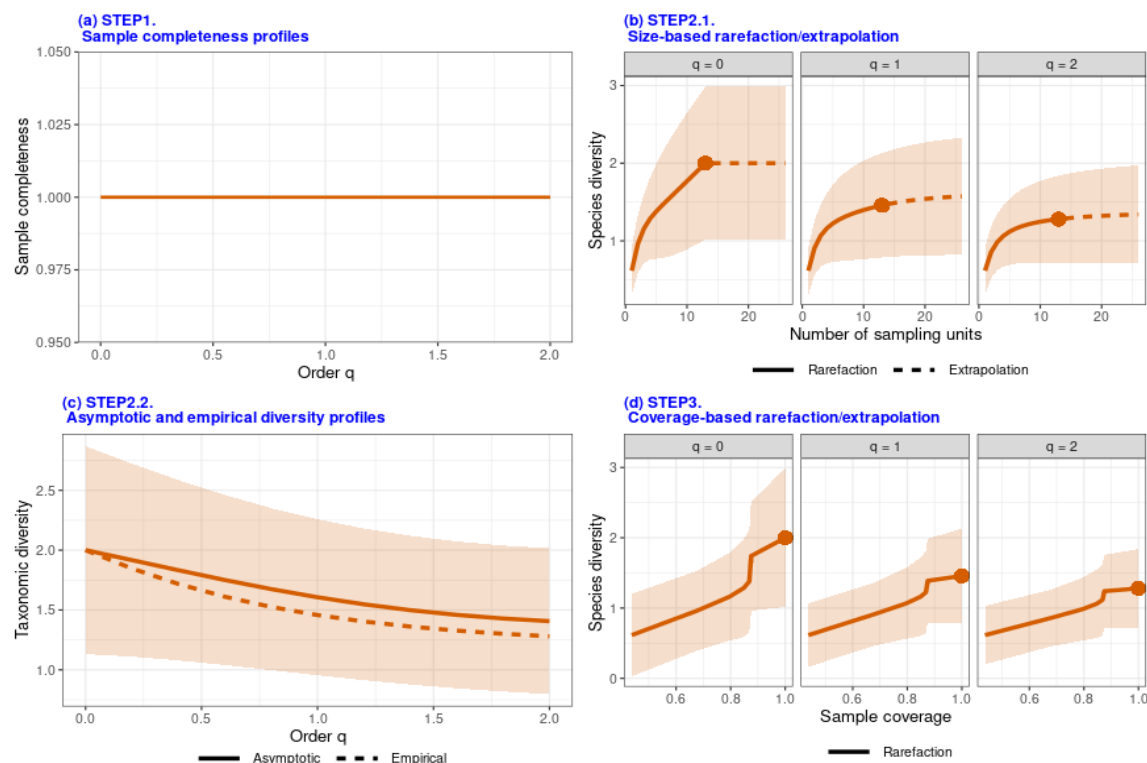 (a) STEP1.
Sample completeness profiles
1.050
1.025
1.000
0.975
0.950
Sample completeness
0.0 0.5 1.0 1.5 2.0
Order q
(b) STEP2.1.
Size-based rarefaction/extrapolation
q = 0 q = 1 q = 2
3
2
1
Species diversity
0 10 20 0 10 20 0 10 20
Number of sampling units
Rarefaction Extrapolation
(c) STEP2.2.
Asymptotic and empirical diversity profiles
2.5
2.0
1.5
1.0
Taxonomic diversity
0.0 0.5 1.0 1.5 2.0
Order q
Asymptotic Empirical
(d) STEP3.
Coverage-based rarefaction/extrapolation
q = 0 q = 1 q = 2
3
2
1
0
Species diversity
0.6 0.8 1.0 0.6 0.8 1.0 0.6 0.8 1.0
Sample coverage
Rarefaction